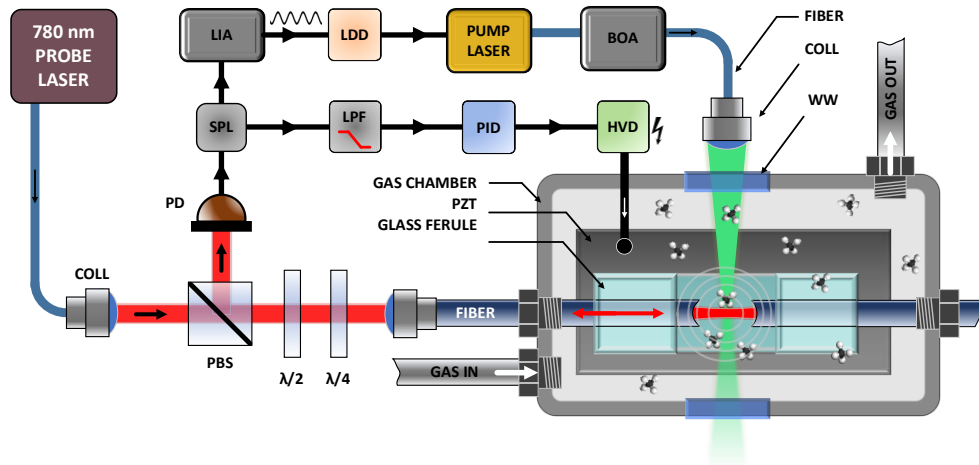 780 nm
PROBE
LASER
LIA
LDD
PUMP
LASER
BOA
FIBER
COLL
WW
GAS OUT
SPL
LPF
PID
HVD
PD
GAS CHAMBER
PZT
GLASS FERULE
COLL
FIBER
PBS
λ/2
λ/4
GAS IN